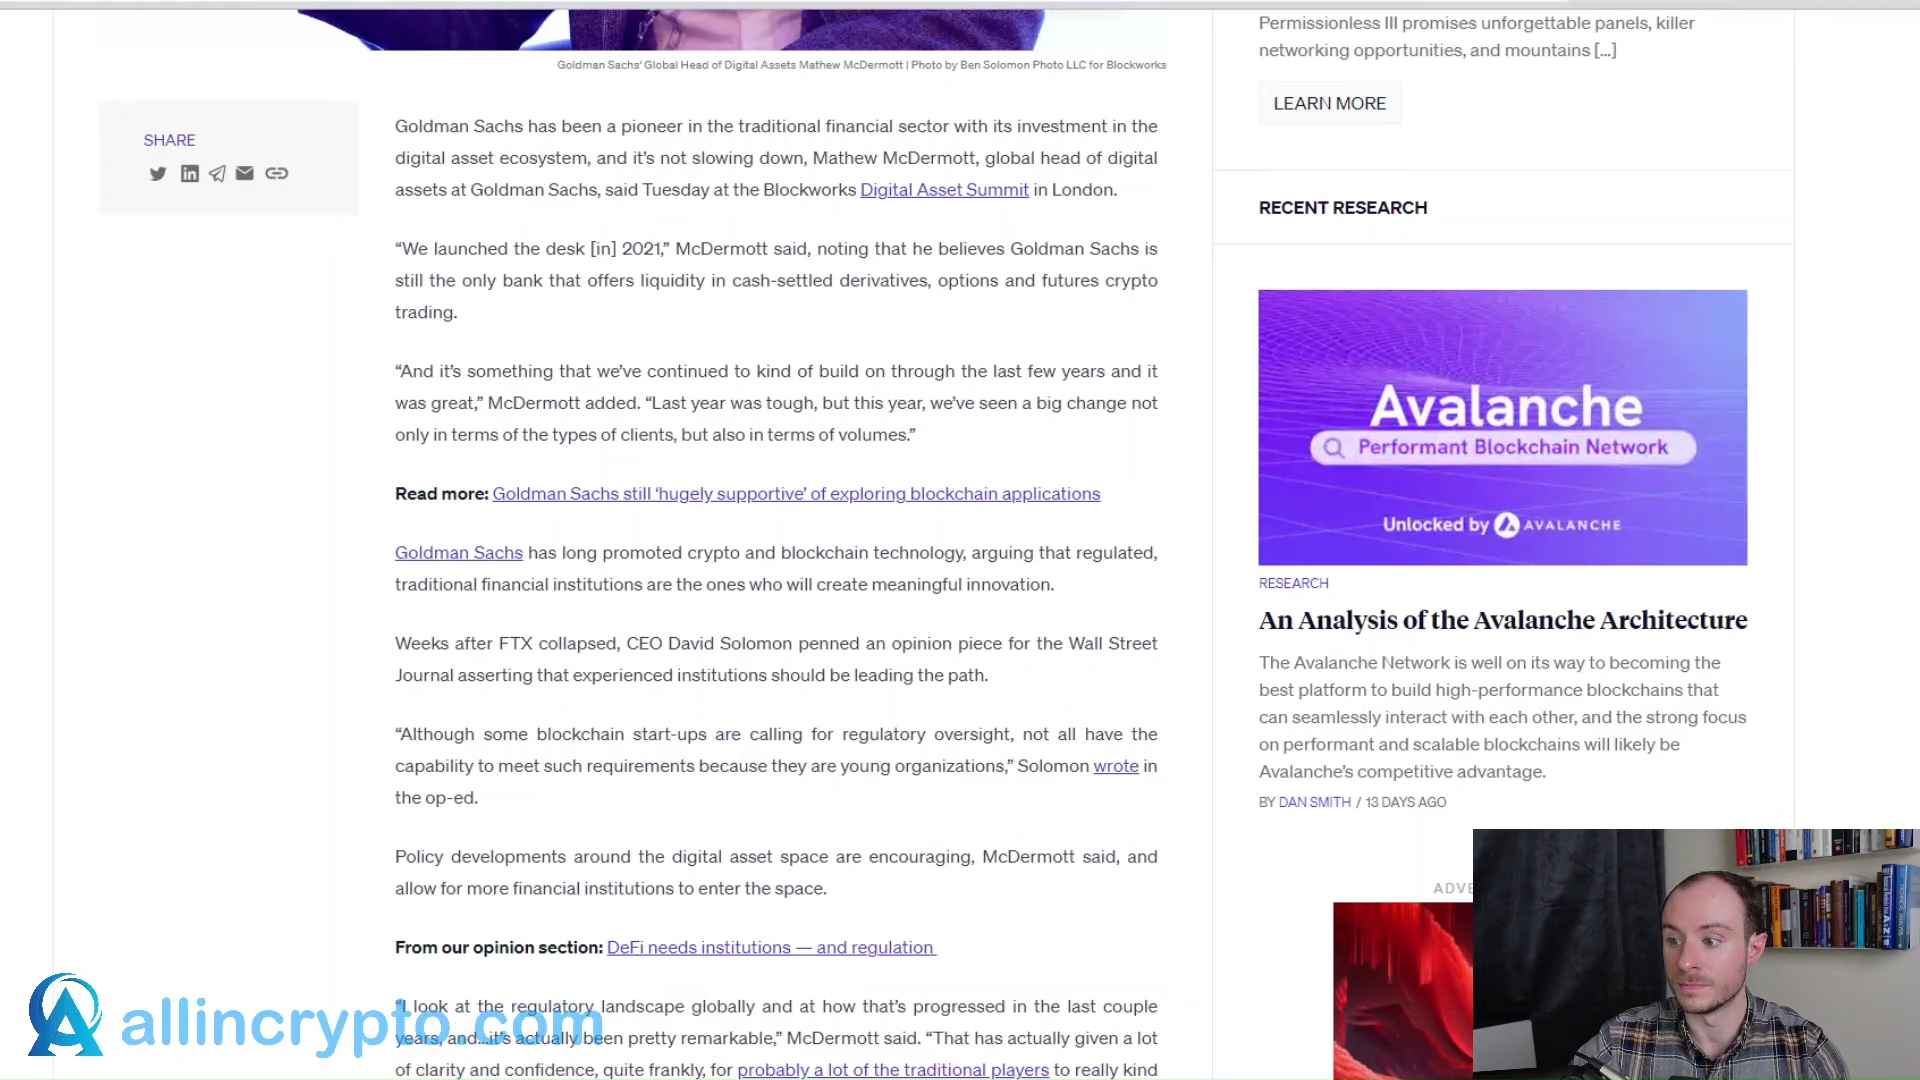 Permissionless III promises unforgettable panels, killer
networking opportunities, and mountains [...]
LEARN MORE
Goldman Sachs' Global Head of Digital Assets Mathew McDermott | Photo by Ben Solomon Photo LLC for Blockworks
SHARE
Goldman Sachs has been a pioneer in the traditional financial sector with its investment in the
digital asset ecosystem, and it’s not slowing down, Mathew McDermott, global head of digital
assets at Goldman Sachs, said Tuesday at the Blockworks Digital Asset Summit in London.
“We launched the desk [in] 2021,” McDermott said, noting that he believes Goldman Sachs is
still the only bank that offers liquidity in cash-settled derivatives, options and futures crypto
trading.
“And it’s something that we’ve continued to kind of build on through the last few years and it
was great,” McDermott added. “Last year was tough, but this year, we’ve seen a big change not
only in terms of the types of clients, but also in terms of volumes.”
Read more: Goldman Sachs still ‘hugely supportive’ of exploring blockchain applications
Goldman Sachs has long promoted crypto and blockchain technology, arguing that regulated,
traditional financial institutions are the ones who will create meaningful innovation.
Weeks after FTX collapsed, CEO David Solomon penned an opinion piece for the Wall Street
Journal asserting that experienced institutions should be leading the path.
“Although some blockchain start-ups are calling for regulatory oversight, not all have the
capability to meet such requirements because they are young organizations,” Solomon wrote in
the op-ed.
Policy developments around the digital asset space are encouraging, McDermott said, and
allow for more financial institutions to enter the space.
From our opinion section: DeFi needs institutions — and regulation
“I look at the regulatory landscape globally and at how that’s progressed in the last couple
years, and...it’s actually been pretty remarkable,” McDermott said. “That has actually given a lot
of clarity and confidence, quite frankly, for probably a lot of the traditional players to really kind
RECENT RESEARCH
Avalanche
Performant Blockchain Network
Unlocked by AVALANCHE
RESEARCH
An Analysis of the Avalanche Architecture
The Avalanche Network is well on its way to becoming the
best platform to build high-performance blockchains that
can seamlessly interact with each other, and the strong focus
on performant and scalable blockchains will likely be
Avalanche’s competitive advantage.
BY DAN SMITH / 13 DAYS AGO
ADVE
allincrypto.com